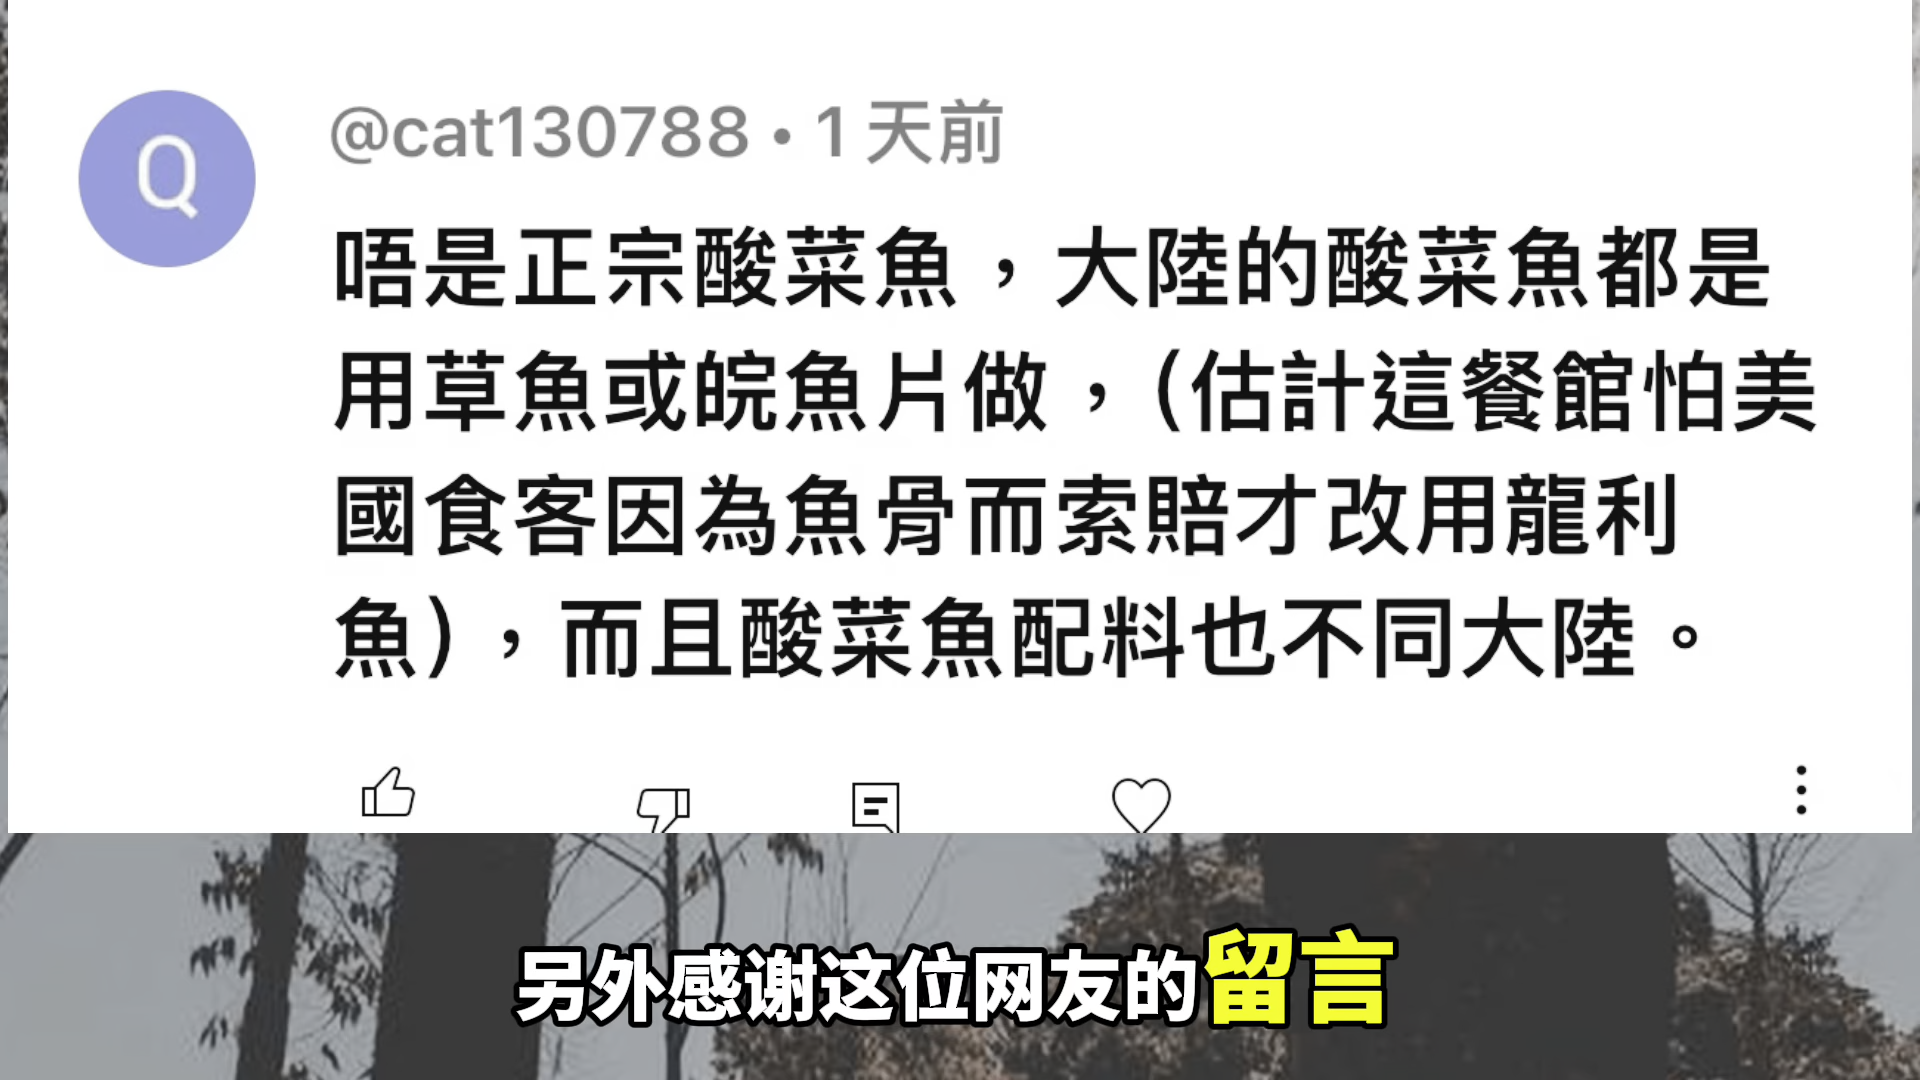 Q
@cat130788 • 1 天前
唔是正宗酸菜魚，大陸的酸菜魚都是
用草魚或皖魚片做，（估計這餐館怕美
國食客因為魚骨而索賠才改用龍利
魚），而且酸菜魚配料也不同大陸。
另外感谢这位网友的留言